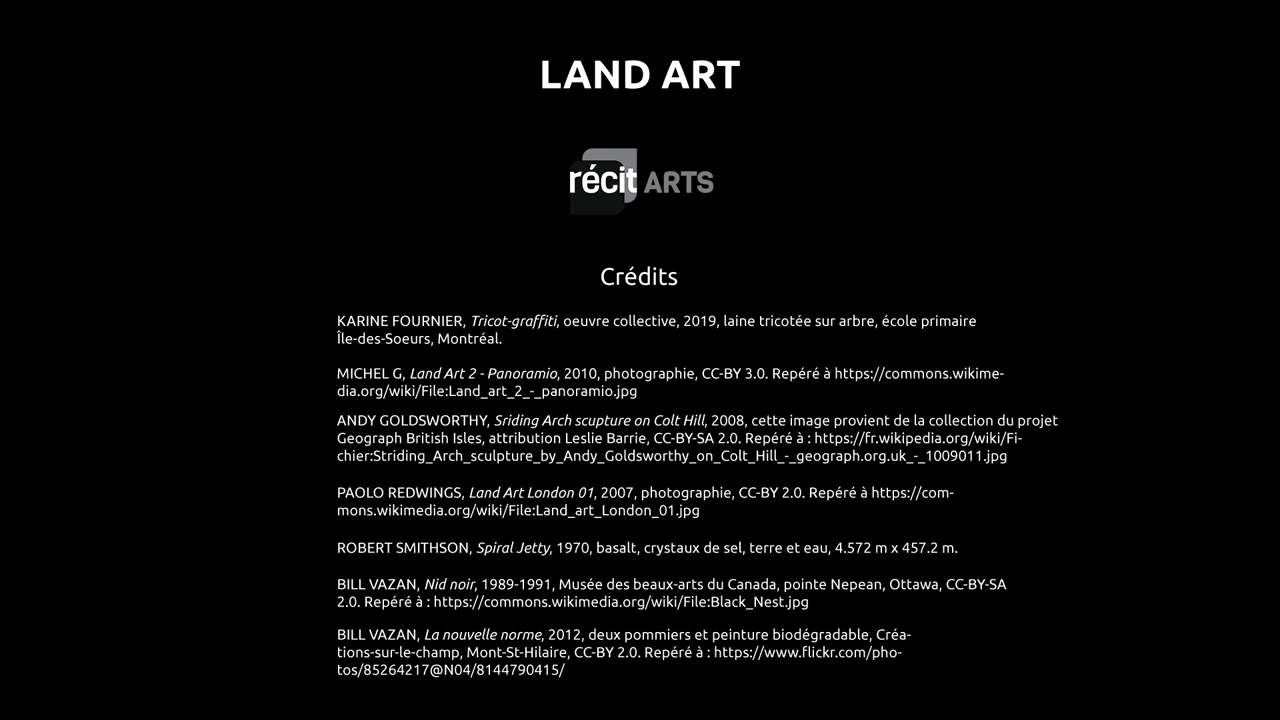 LAND ART
récit ARTS
Crédits
KARINE FOURNIER, Tricot-graffiti, oeuvre collective, 2019, laine tricotée sur arbre, école primaire
Île-des-Soeurs, Montréal.
MICHEL G, Land Art 2 - Panoramio, 2010, photographie, CC-BY 3.0. Repéré à https://commons.wikime-
dia.org/wiki/File:Land_art_2_-_panoramio.jpg
ANDY GOLDSWORTHY, Sriding Arch scupture on Colt Hill, 2008, cette image provient de la collection du projet
Geograph British Isles, attribution Leslie Barrie, CC-BY-SA 2.0. Repéré à : https://fr.wikipedia.org/wiki/Fi-
chier:Striding_Arch_sculpture_by_Andy_Goldsworthy_on_Colt_Hill_-_geograph.org.uk_-_1009011.jpg
PAOLO REDWINGS, Land Art London 01, 2007, photographie, CC-BY 2.0. Repéré à https://com-
mons.wikimedia.org/wiki/File:Land_art_London_01.jpg
ROBERT SMITHSON, Spiral Jetty, 1970, basalt, crystaux de sel, terre et eau, 4.572 m x 457.2 m.
BILL VAZAN, Nid noir, 1989-1991, Musée des beaux-arts du Canada, pointe Nepean, Ottawa, CC-BY-SA
2.0. Repéré à : https://commons.wikimedia.org/wiki/File:Black_Nest.jpg
BILL VAZAN, La nouvelle norme, 2012, deux pommiers et peinture biodégradable, Créa-
tions-sur-le-champ, Mont-St-Hilaire, CC-BY 2.0. Repéré à : https://www.flickr.com/pho-
tos/85264217@N04/8144790415/